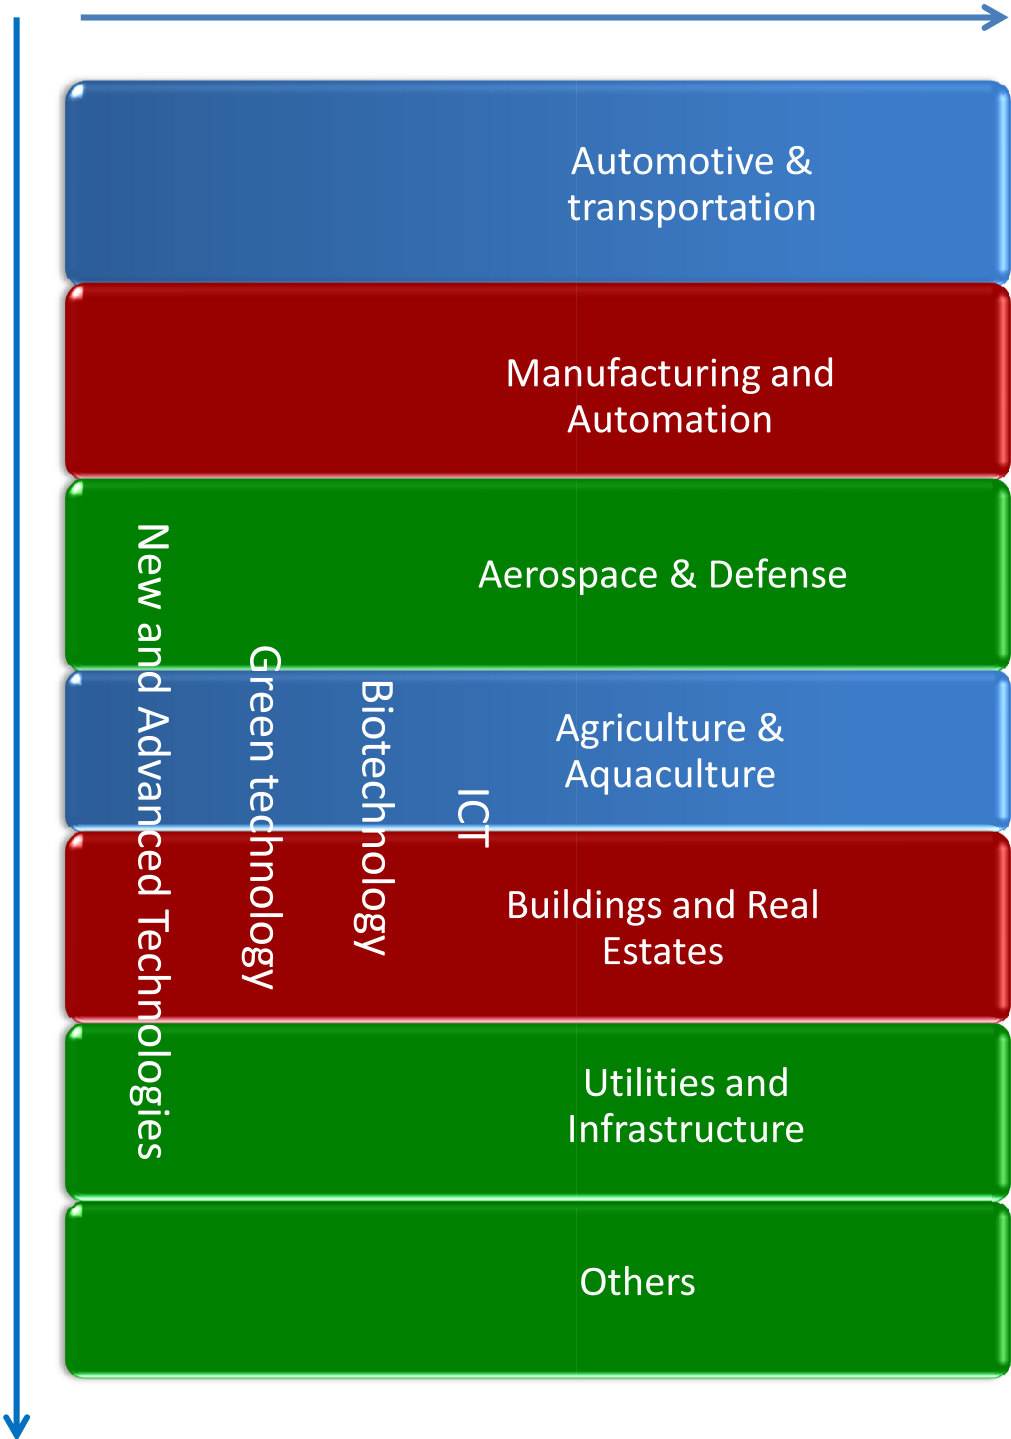 Automotive &
transportation
Manufacturing and
Automation
Aerospace & Defense
Agriculture &
Aquaculture
Buildings and Real
Estates
Utilities and
Infrastructure
Others
New and Advanced Technologies
Green technology
Biotechnology
ICT